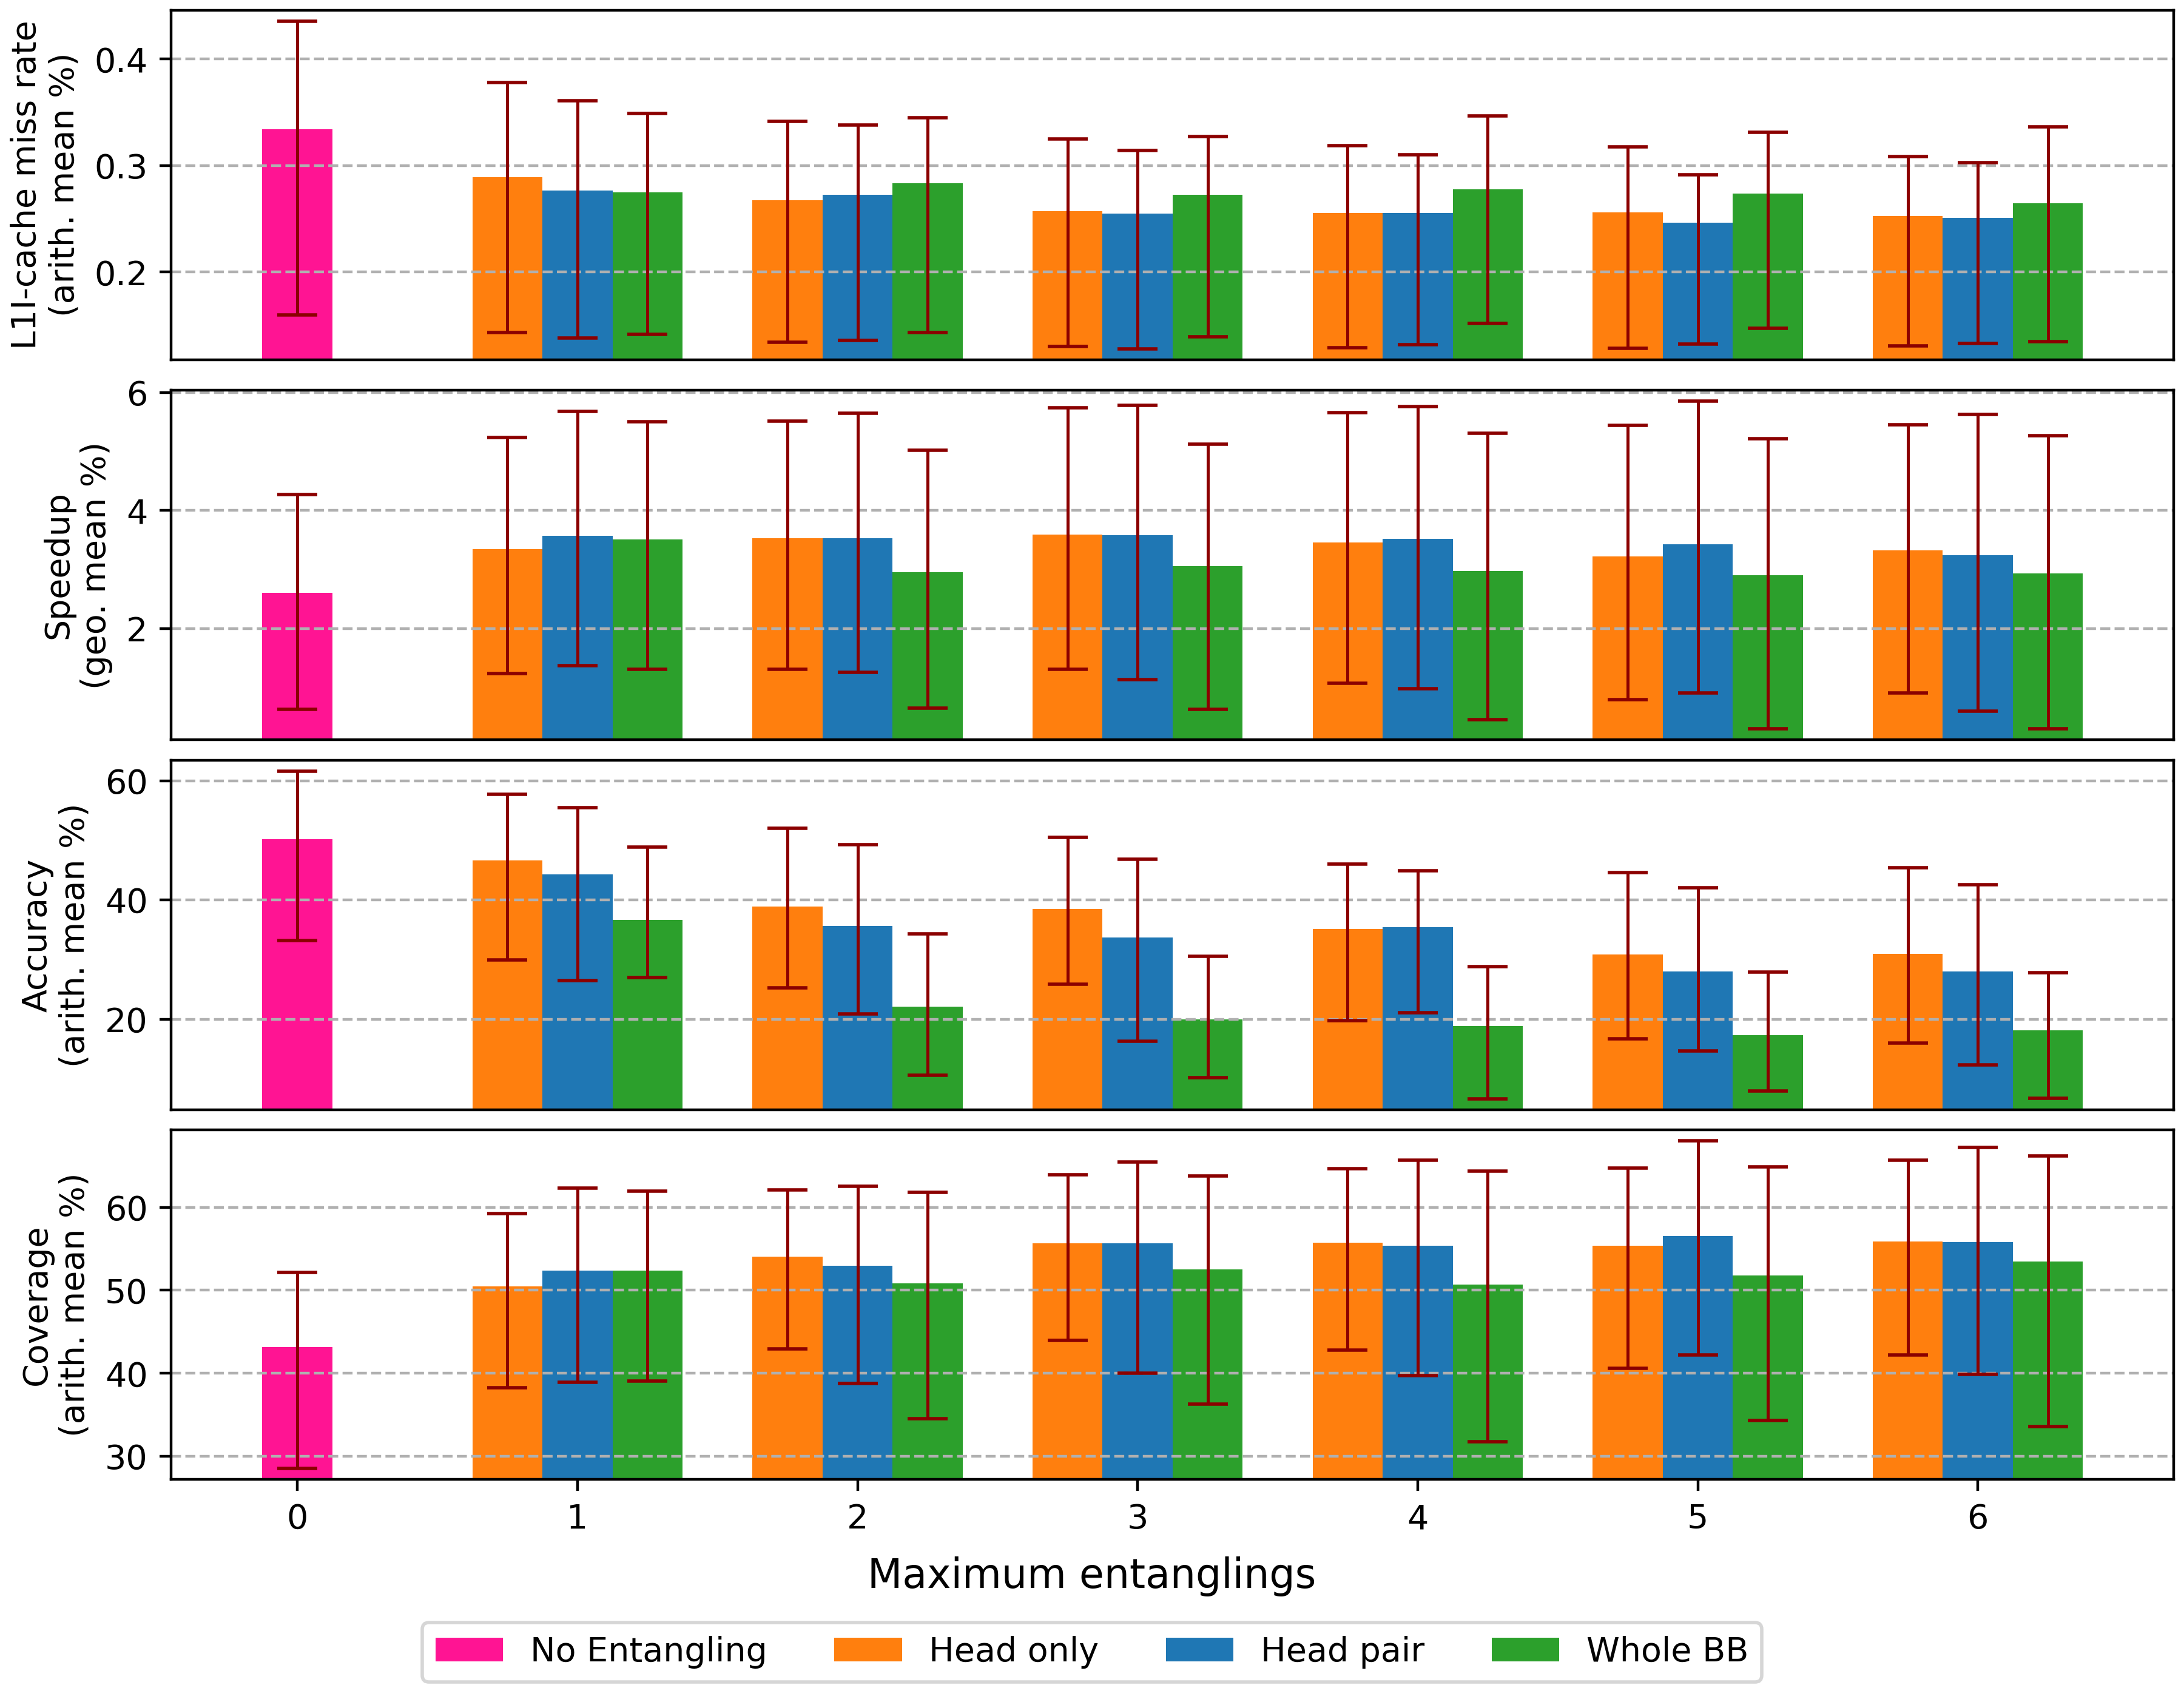 L1I-cache miss rate
(arith. mean %)
0.4
0.3
0.2
Speedup
(geo. mean %)
6
4
2
Accuracy
(arith. mean %)
60
40
20
Coverage
(arith. mean %)
60
50
40
30
0 1 2 3 4 5 6
Maximum entanglings
No Entangling Head only Head pair Whole BB